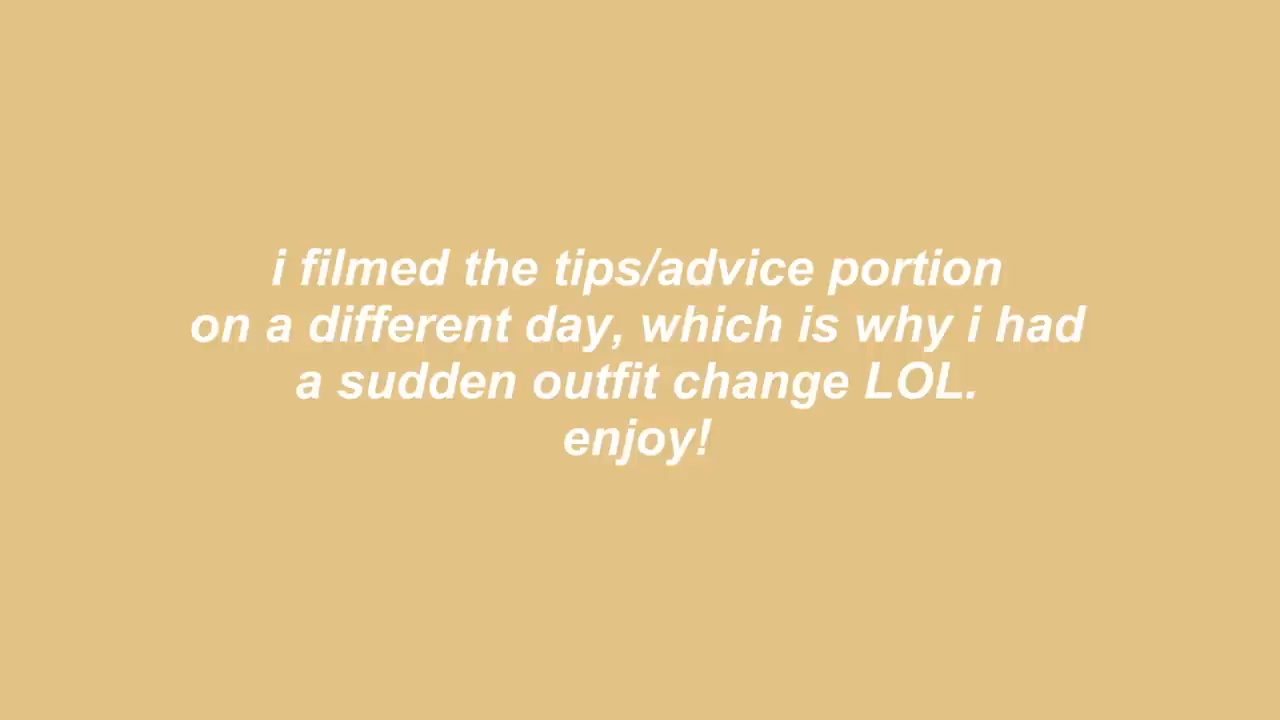 i filmed the tips/advice portion
on a different day, which is why i had
a sudden outfit change LOL.
enjoy!